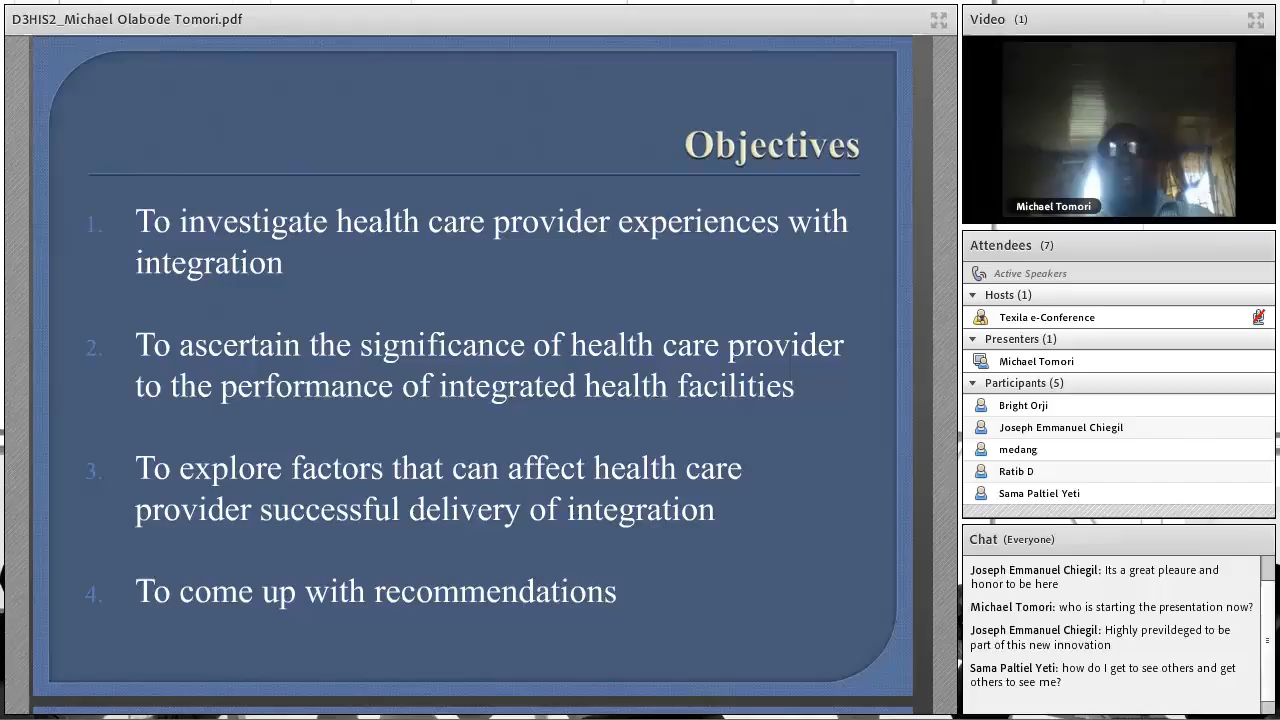 D3HIS2_Michael Olabode Tomori.pdf
Objectives
1. To investigate health care provider experiences with
integration
2. To ascertain the significance of health care provider
to the performance of integrated health facilities
3. To explore factors that can affect health care
provider successful delivery of integration
4. To come up with recommendations
Video (1)
Michael Tomori
Attendees (7)
Active Speakers
Hosts (1)
Texila e-Conference
Presenters (1)
Michael Tomori
Participants (5)
Bright Orji
Joseph Emmanuel Chiegil
medang
Ratib D
Sama Paltiel Yeti
Chat (Everyone)
Joseph Emmanuel Chiegil: Its a great pleaure and
honor to be here
Michael Tomori: who is starting the presentation now?
Joseph Emmanuel Chiegil: Highly previldeged to be
part of this new innovation
Sama Paltiel Yeti: how do I get to see others and get
others to see me?